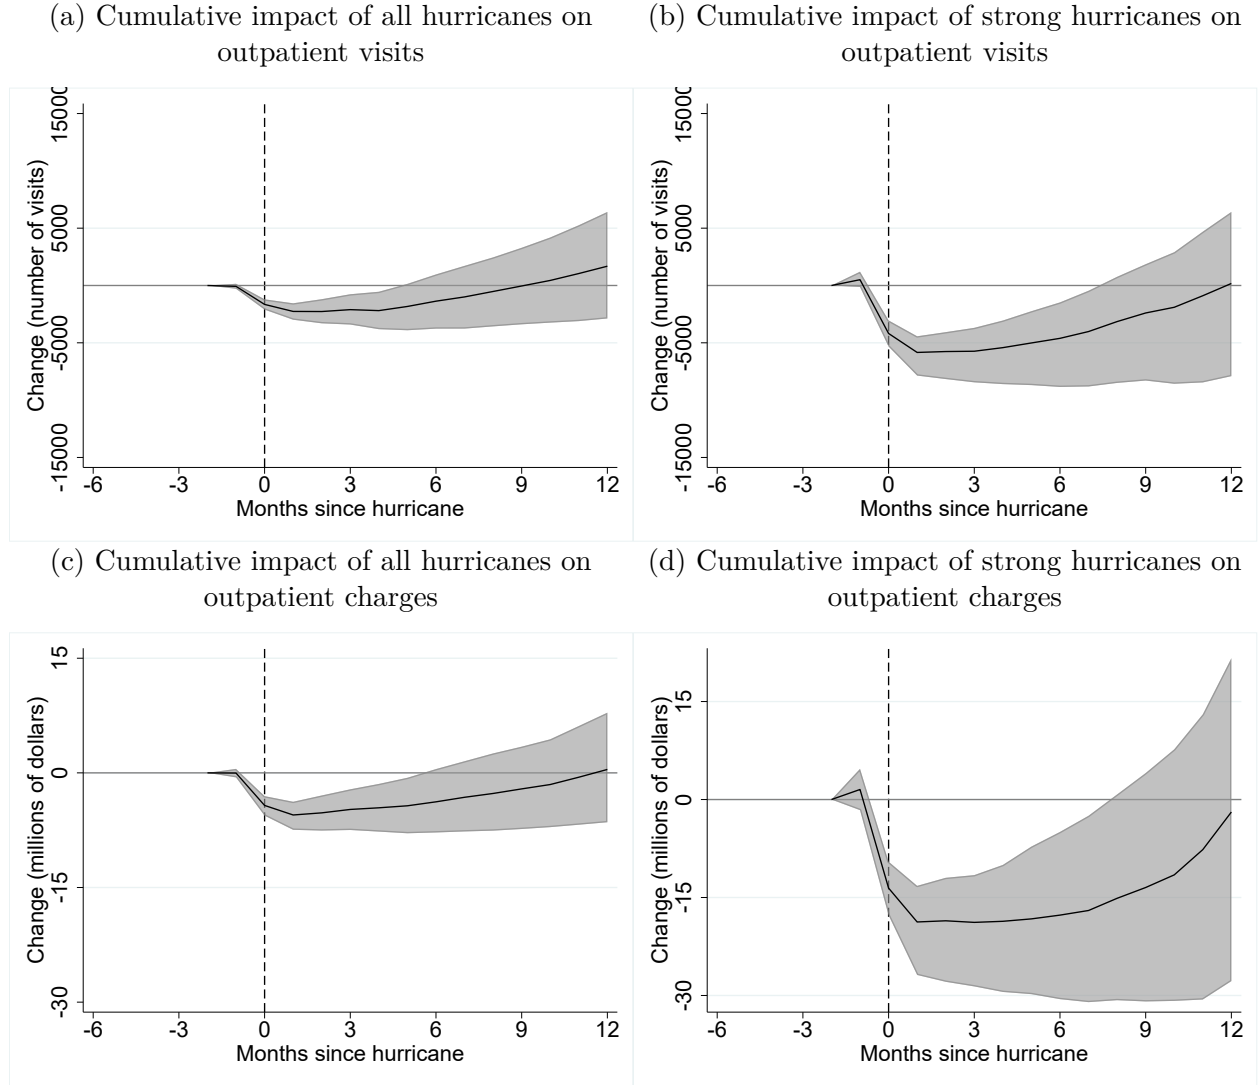 (a) Cumulative impact of all hurricanes on
outpatient visits
Change (number of visits)
15000
5000
-5000
-15000
-6 -3 0 3 6 9 12
Months since hurricane
(b) Cumulative impact of strong hurricanes on
outpatient visits
Change (number of visits)
15000
5000
-5000
-15000
-6 -3 0 3 6 9 12
Months since hurricane
(c) Cumulative impact of all hurricanes on
outpatient charges
Change (millions of dollars)
15
0
-15
-30
-6 -3 0 3 6 9 12
Months since hurricane
(d) Cumulative impact of strong hurricanes on
outpatient charges
Change (millions of dollars)
15
0
-15
-30
-6 -3 0 3 6 9 12
Months since hurricane